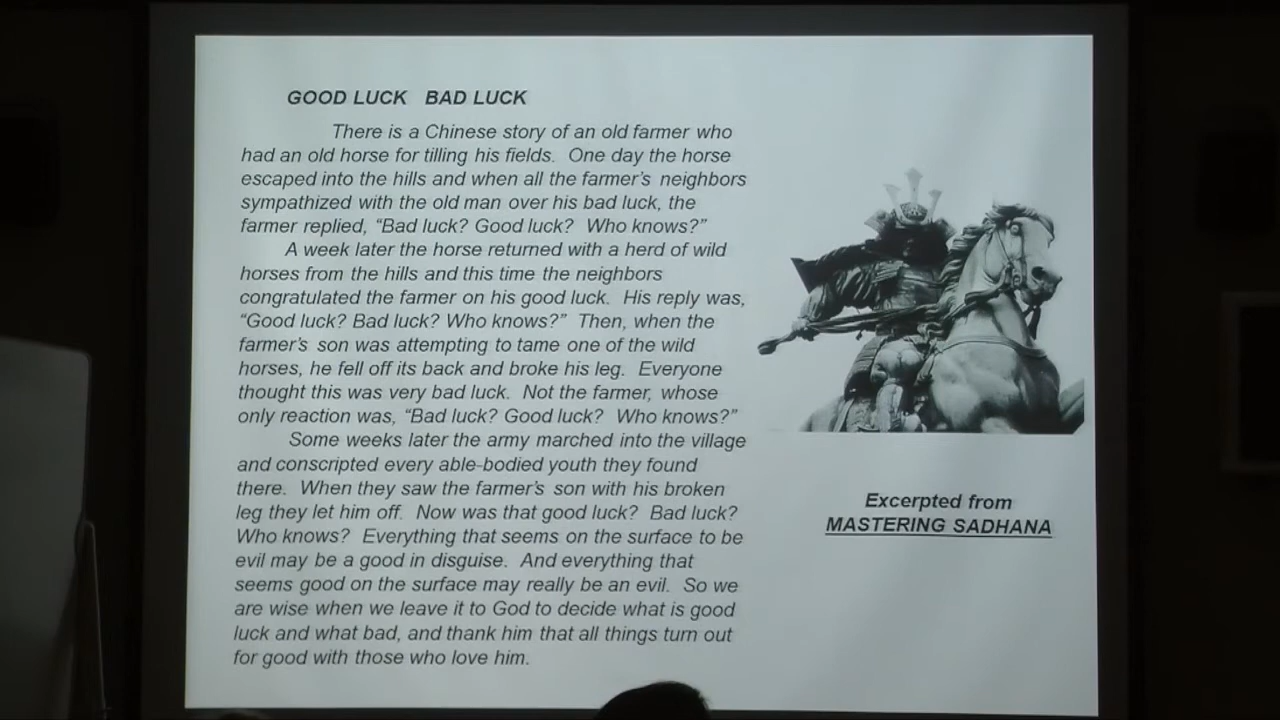 GOOD LUCK BAD LUCK
There is a Chinese story of an old farmer who
had an old horse for tilling his fields. One day the horse
escaped into the hills and when all the farmer's neighbors
sympathized with the old man over his bad luck, the
farmer replied, “Bad luck? Good luck? Who knows?”
A week later the horse returned with a herd of wild
horses from the hills and this time the neighbors
congratulated the farmer on his good luck. His reply was,
“Good luck? Bad luck? Who knows?” Then, when the
farmer's son was attempting to tame one of the wild
horses, he fell off its back and broke his leg. Everyone
thought this was very bad luck. Not the farmer, whose
only reaction was, “Bad luck? Good luck? Who knows?”
Some weeks later the army marched into the village
and conscripted every able-bodied youth they found
there. When they saw the farmer's son with his broken
leg they let him off. Now was that good luck? Bad luck?
Who knows? Everything that seems on the surface to be
evil may be a good in disguise. And everything that
seems good on the surface may really be an evil. So we
are wise when we leave it to God to decide what is good
luck and what bad, and thank him that all things turn out
for good with those who love him.
Excerpted from
MASTERING SADHANA